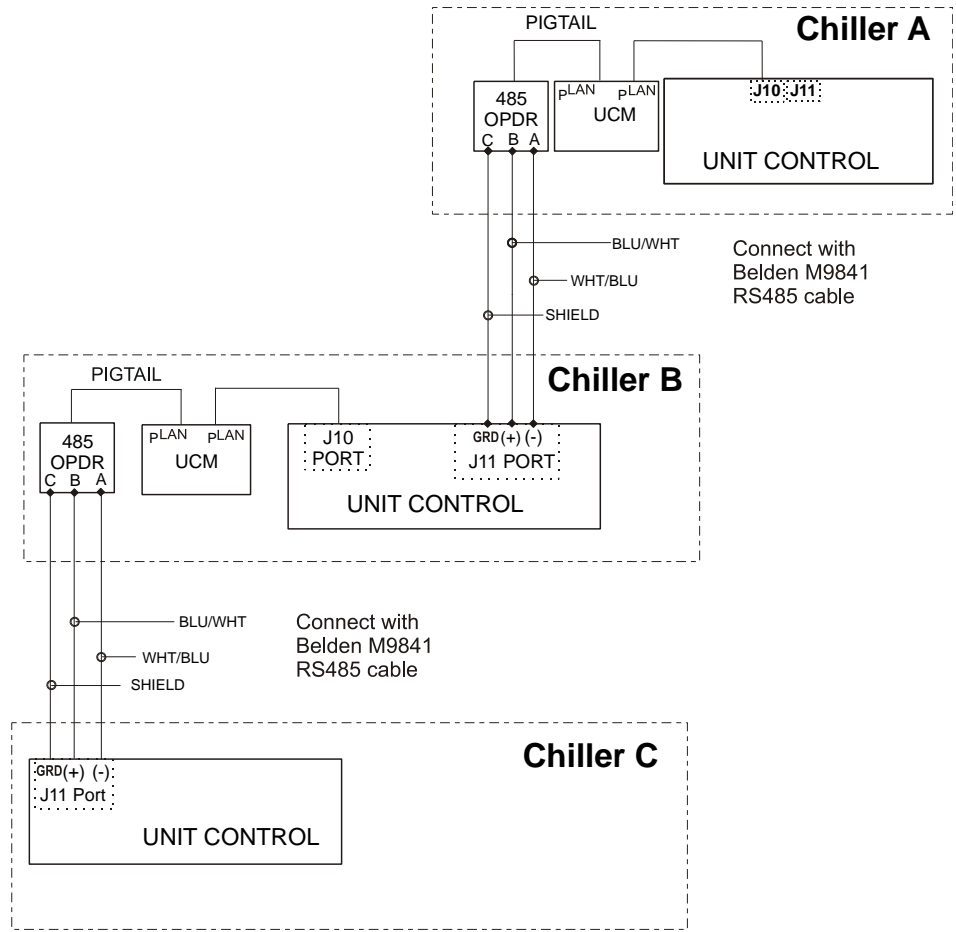 Chiller A
PIGTAIL
485
OPDR
C B A
pLAN pLAN
UCM
J10 J11
UNIT CONTROL
BLU/WHT
WHT/BLU
SHIELD
Connect with
Belden M9841
RS485 cable
Chiller B
PIGTAIL
485
OPDR
C B A
pLAN pLAN
UCM
J10
PORT
GRD (+) (-)
J11 PORT
UNIT CONTROL
BLU/WHT
WHT/BLU
SHIELD
Connect with
Belden M9841
RS485 cable
Chiller C
GRD (+) (-)
J11 Port
UNIT CONTROL